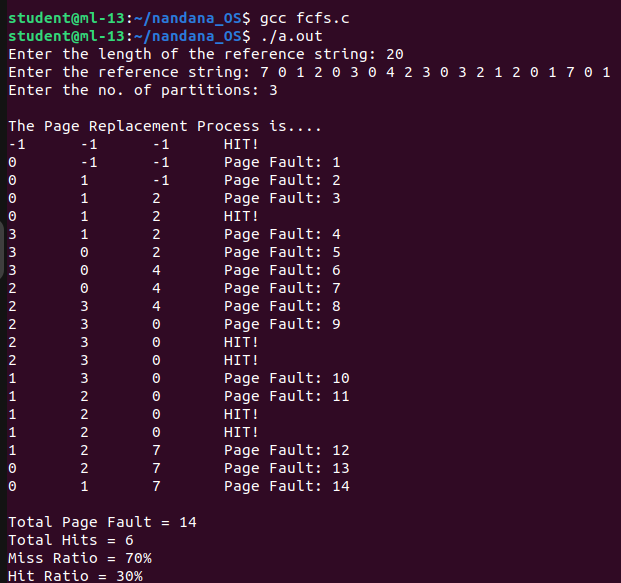 student@ml-13:~/nandana_OS$ gcc fcfs.c
student@ml-13:~/nandana_OS$ ./a.out
Enter the length of the reference string: 20
Enter the reference string: 7 0 1 2 0 3 0 4 2 3 0 3 2 1 2 0 1 7 0 1
Enter the no. of partitions: 3

The Page Replacement Process is....
-1 -1 -1 HIT!
0 -1 -1 Page Fault: 1
0 1 -1 Page Fault: 2
0 1 2 Page Fault: 3
0 1 2 HIT!
3 1 2 Page Fault: 4
3 0 2 Page Fault: 5
3 0 4 Page Fault: 6
2 0 4 Page Fault: 7
2 3 4 Page Fault: 8
2 3 0 Page Fault: 9
2 3 0 HIT!
2 3 0 HIT!
1 3 0 Page Fault: 10
1 2 0 Page Fault: 11
1 2 0 HIT!
1 2 0 HIT!
1 2 7 Page Fault: 12
0 2 7 Page Fault: 13
0 1 7 Page Fault: 14

Total Page Fault = 14
Total Hits = 6
Miss Ratio = 70%
Hit Ratio = 30%